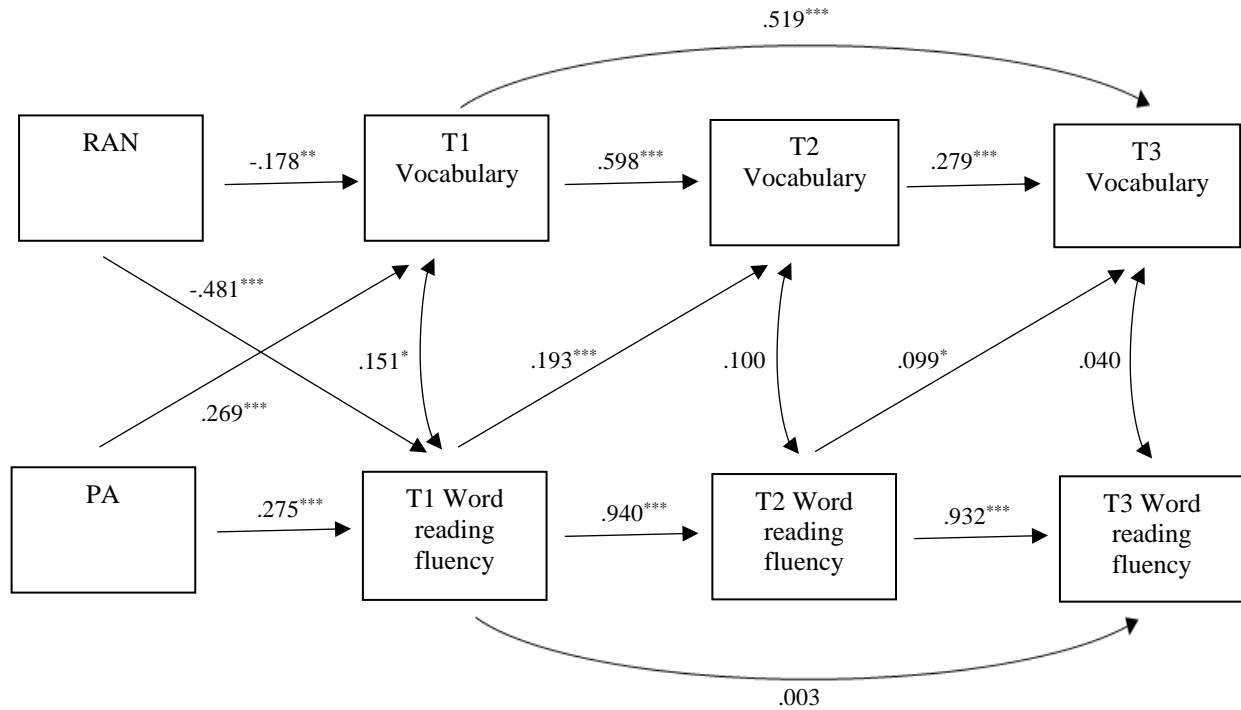 .519***
RAN
T1
Vocabulary
T2
Vocabulary
T3
Vocabulary
-.178**
.598***
.279***
-.481***
.151*
.193***
.100
.099*
.040
.269***
PA
T1 Word
reading
fluency
T2 Word
reading
fluency
T3 Word
reading
fluency
.275***
.940***
.932***
.003